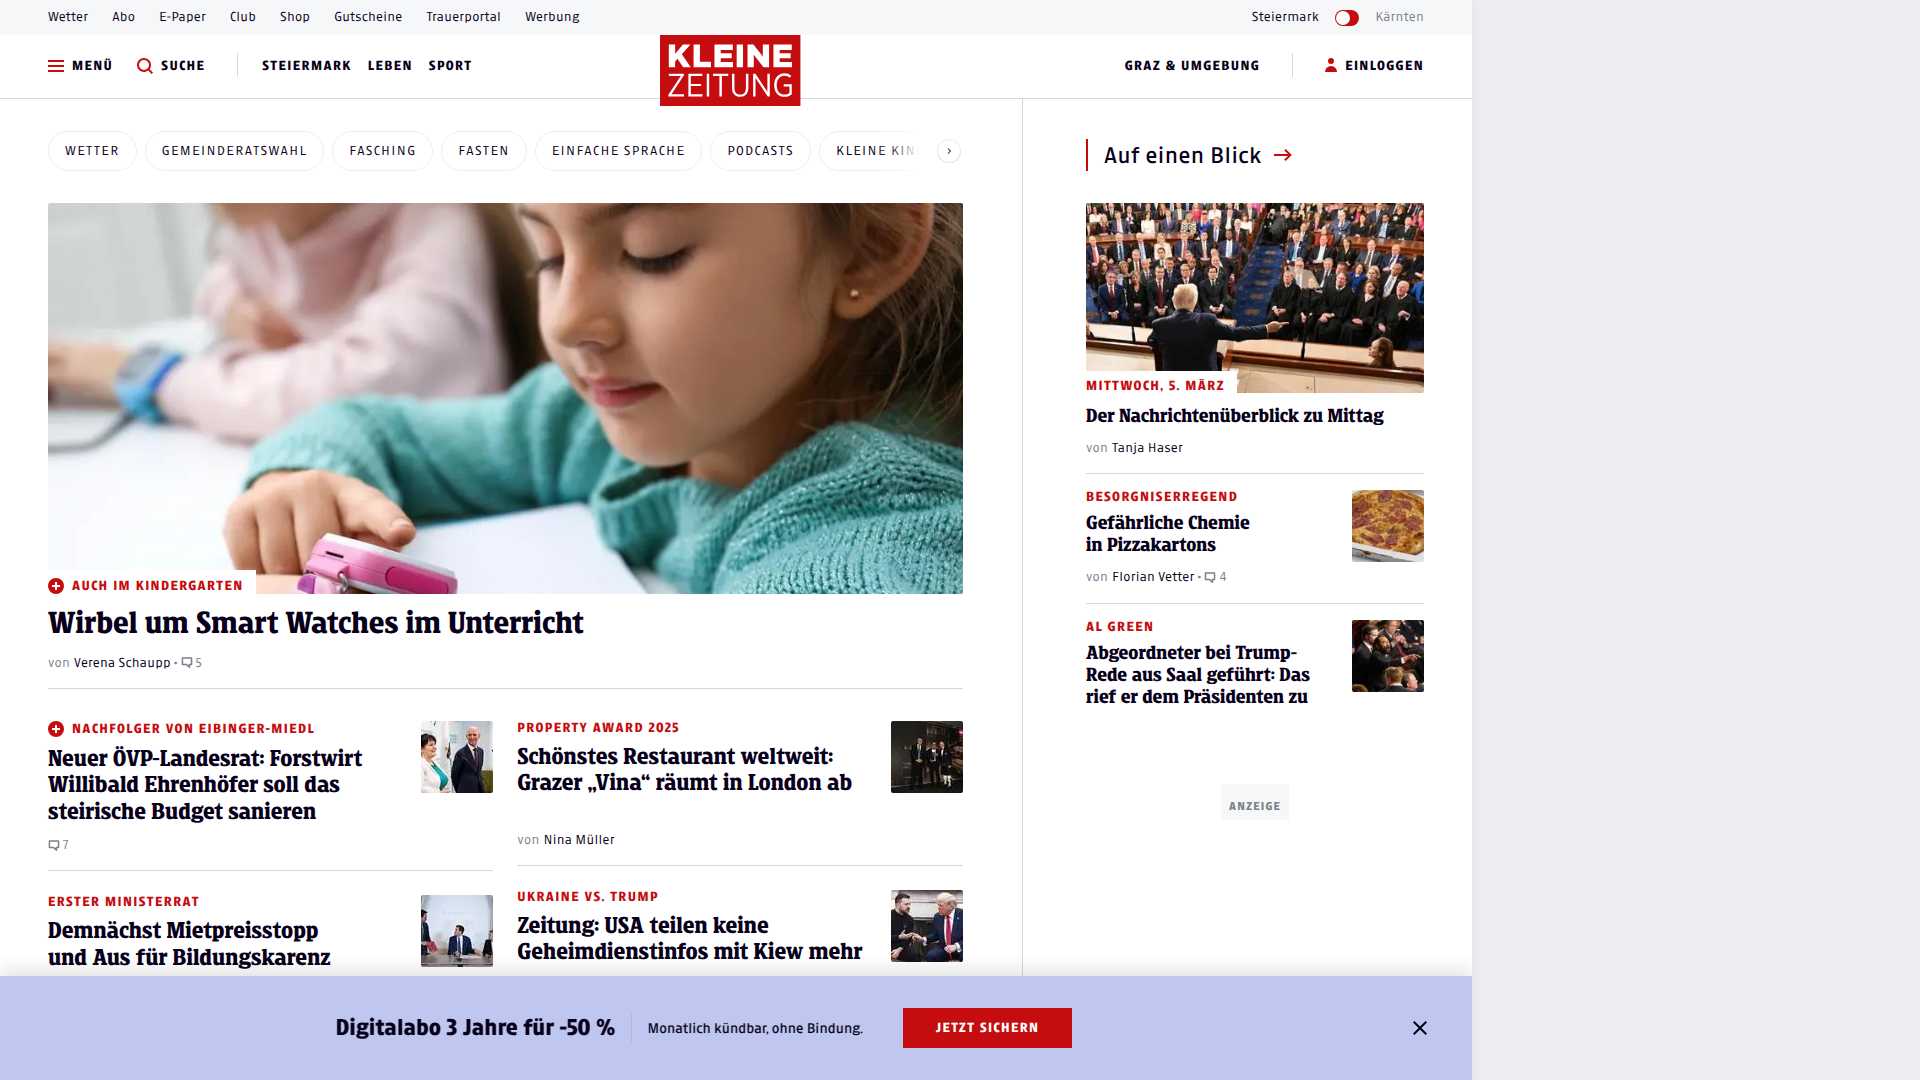 Wetter Abo E-Paper Club Shop Gutscheine Trauerportal Werbung Steiermark Kärnten
MENÜ SUCHE STEIERMARK LEBEN SPORT KLEINE ZEITUNG GRAZ & UMGEBUNG EINLOGGEN
WETTER GEMEINDERATSWAHL FASCHING FASTEN EINFACHE SPRACHE PODCASTS KLEINE KIN
AUCH IM KINDERGARTEN
Wirbel um Smart Watches im Unterricht
von Verena Schaupp · 5
NACHFOLGER VON EIBINGER-MIEDL
Neuer ÖVP-Landesrat: Forstwirt
Willibald Ehrenhöfer soll das
steirische Budget sanieren
7
PROPERTY AWARD 2025
Schönstes Restaurant weltweit:
Grazer „Vina“ räumt in London ab
von Nina Müller
ERSTER MINISTERRAT
Demnächst Mietpreisstopp
und Aus für Bildungskarenz
UKRAINE VS. TRUMP
Zeitung: USA teilen keine
Geheimdienstinfos mit Kiew mehr
Auf einen Blick
MITTWOCH, 5. MÄRZ
Der Nachrichtenüberblick zu Mittag
von Tanja Haser
BESORGNISERREGEND
Gefährliche Chemie
in Pizzakartons
von Florian Vetter · 4
AL GREEN
Abgeordneter bei Trump-
Rede aus Saal geführt: Das
rief er dem Präsidenten zu
ANZEIGE
Digitalabo 3 Jahre für -50 % Monatlich kündbar, ohne Bindung. JETZT SICHERN